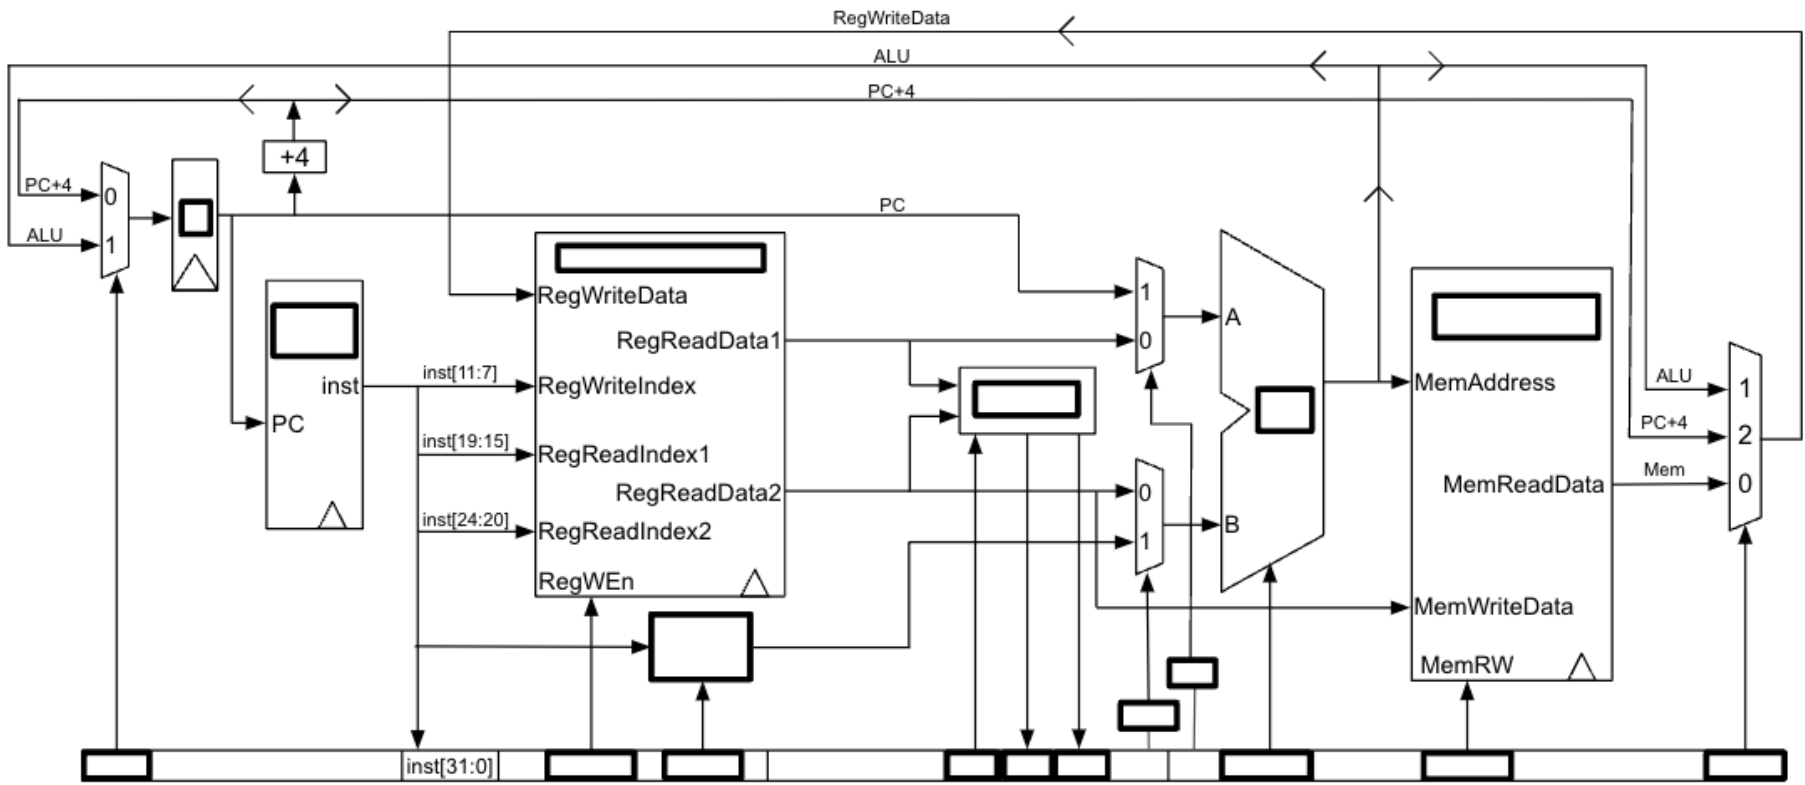 RegWriteData
ALU
PC+4
+4
PC+4
0
ALU
1
PC
RegWriteData
RegReadData1
inst
inst[11:7]
RegWriteIndex
PC
inst[19:15]
RegReadIndex1
RegReadData2
inst[24:20]
RegReadIndex2
RegWEn
1
0
0
1
A
B
MemAddress
MemReadData
MemWriteData
MemRW
ALU
1
PC+4
2
Mem
0
inst[31:0]